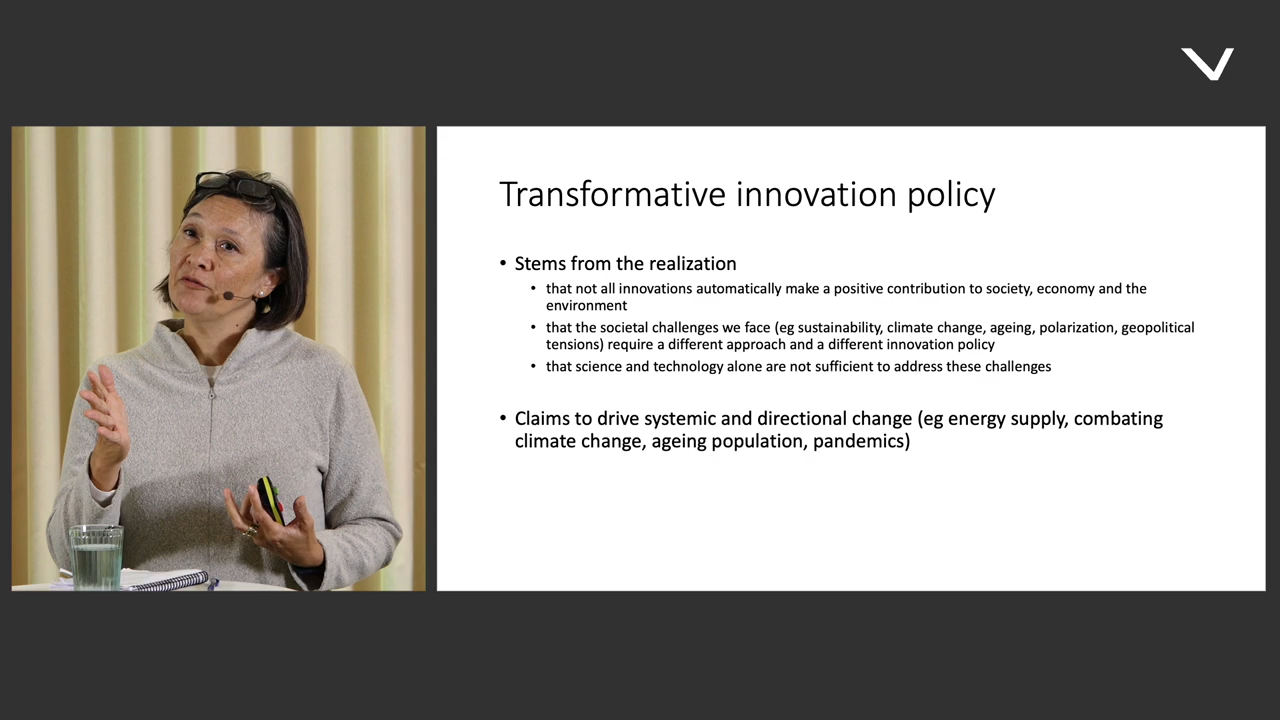 Transformative innovation policy
• Stems from the realization
• that not all innovations automatically make a positive contribution to society, economy and the
environment
• that the societal challenges we face (eg sustainability, climate change, ageing, polarization, geopolitical
tensions) require a different approach and a different innovation policy
• that science and technology alone are not sufficient to address these challenges
• Claims to drive systemic and directional change (eg energy supply, combating
climate change, ageing population, pandemics)